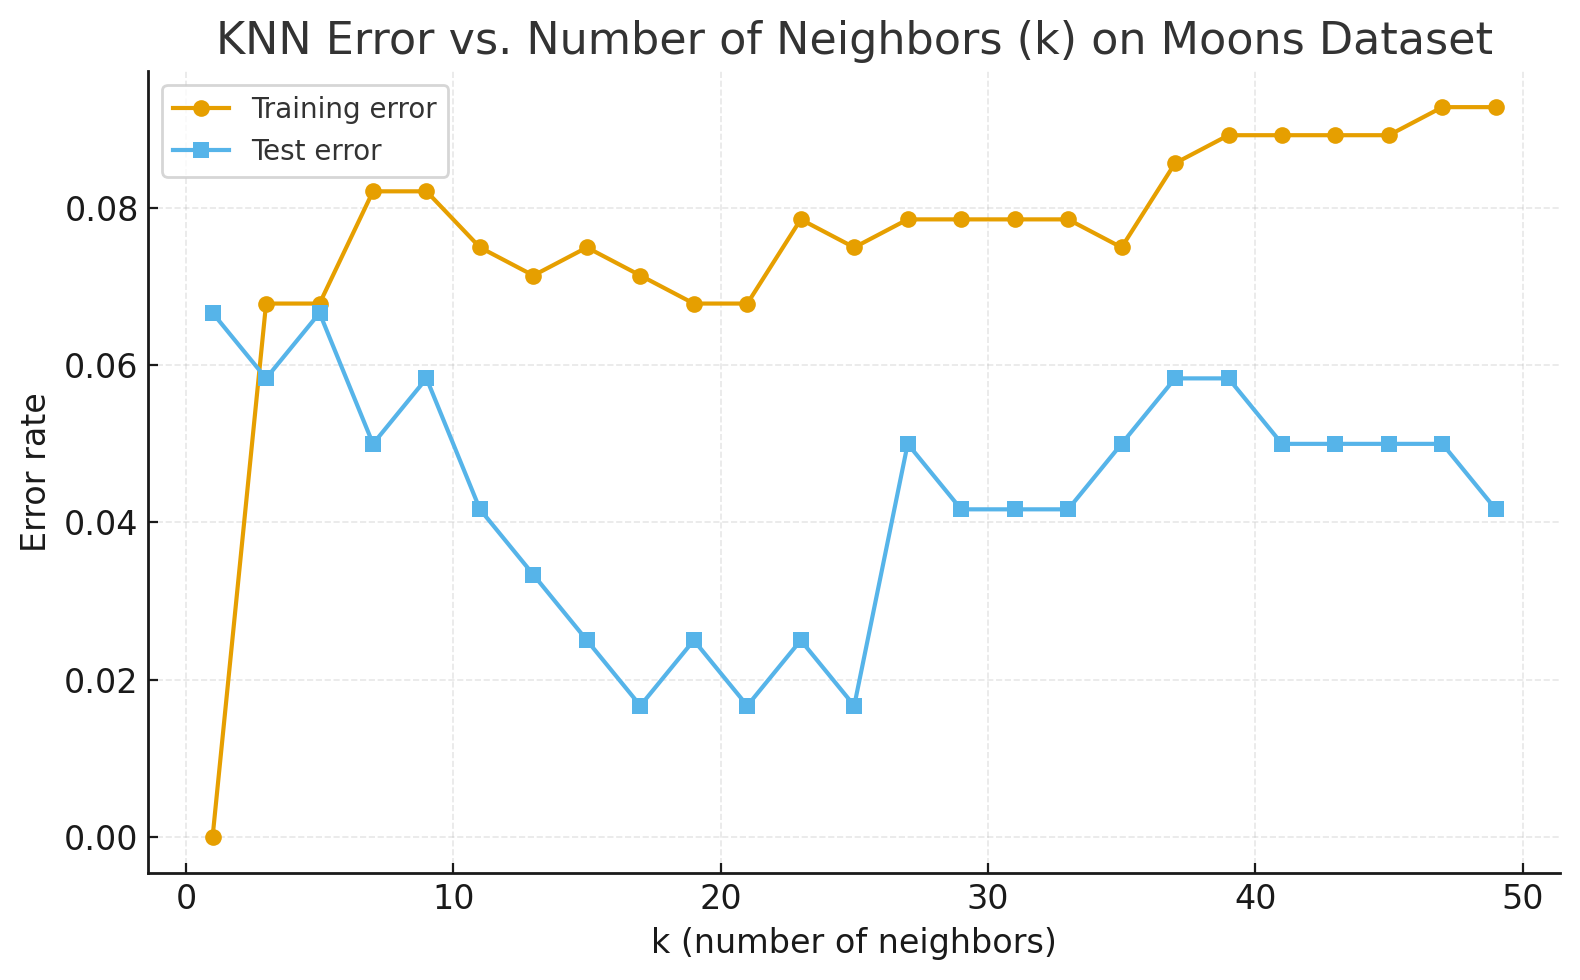 KNN Error vs. Number of Neighbors (k) on Moons Dataset
Training error
Test error
0.08
0.06
0.04
0.02
0.00
Error rate
0
10
20
30
40
50
k (number of neighbors)